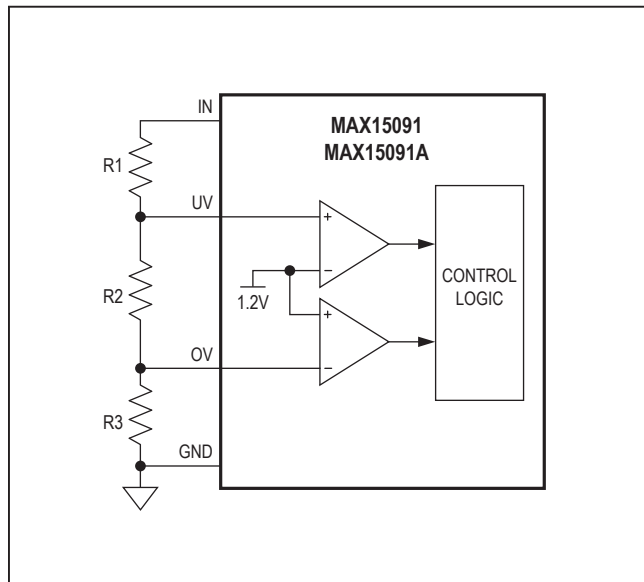 IN
MAX15091
MAX15091A
R1
UV
+
−
1.2V
R2
CONTROL
LOGIC
+
−
OV
R3
GND